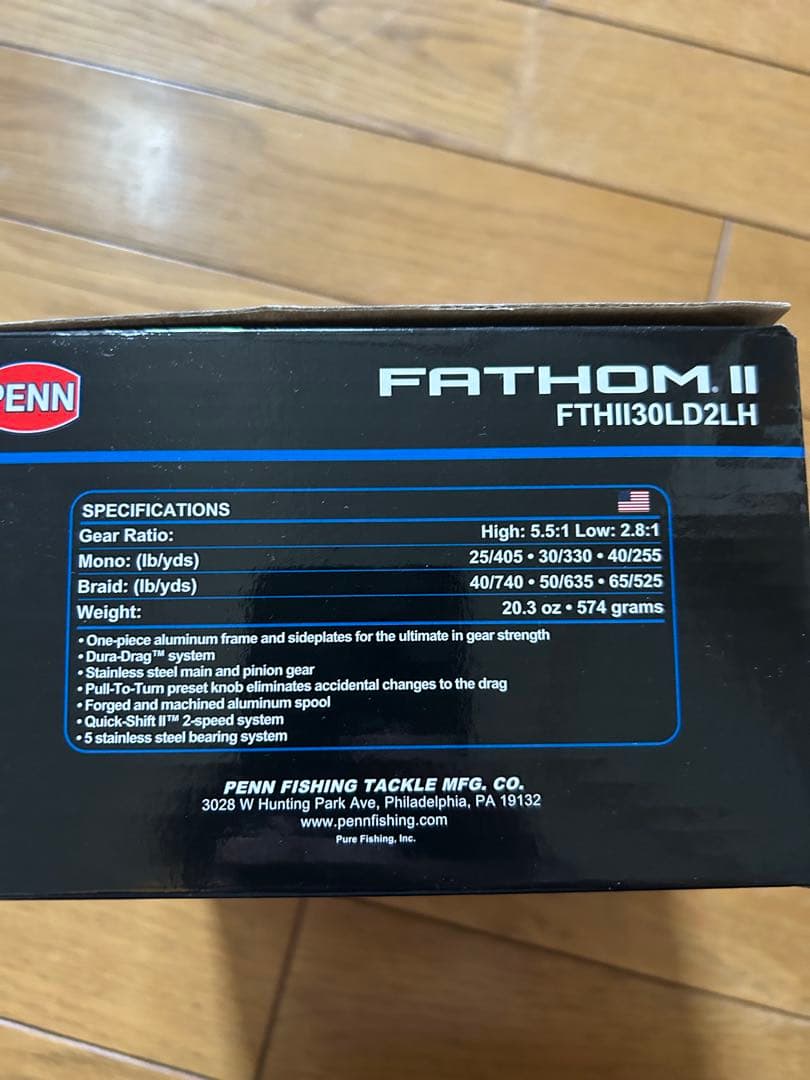 PENN
FATHOM. II
FTHII30LD2LH
SPECIFICATIONS
Gear Ratio: High: 5.5:1 Low: 2.8:1
Mono: (lb/yds) 25/405 • 30/330 • 40/255
Braid: (lb/yds) 40/740 • 50/635 • 65/525
Weight: 20.3 oz • 574 grams
• One-piece aluminum frame and sideplates for the ultimate in gear strength
• Dura-Drag™ system
• Stainless steel main and pinion gear
• Pull-To-Turn preset knob eliminates accidental changes to the drag
• Forged and machined aluminum spool
• Quick-Shift II™ 2-speed system
• 5 stainless steel bearing system
PENN FISHING TACKLE MFG. CO.
3028 W Hunting Park Ave, Philadelphia, PA 19132
www.pennfishing.com
Pure Fishing, Inc.